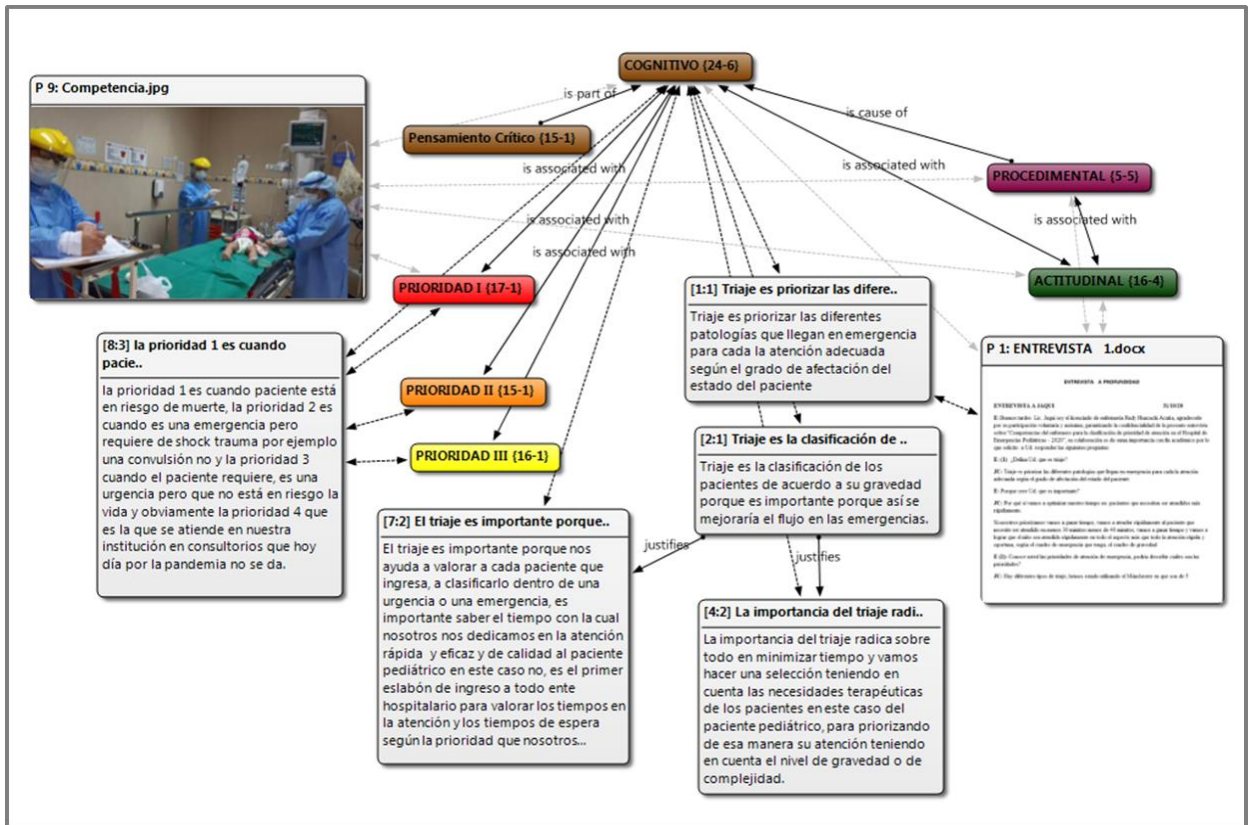 COGNITIVO {24-6}
P 9: Competencia.jpg
is part of
is cause of
Pensamiento Crítico {15-1}
is associated with
is associated with
PROCEDIMENTAL {5-5}
is associated with
is associated with
is associated with
PRIORIDAD I {17-1}
ACTITUDINAL {16-4}
[1:1] Triaje es priorizar las difere..
Triaje es priorizar las diferentes
patologías que llegan en emergencia
para cada la atención adecuada
según el grado de afectación del
estado del paciente
[8:3] la prioridad 1 es cuando
pacie..
la prioridad 1 es cuando paciente está
en riesgo de muerte, la prioridad 2 es
cuando es una emergencia pero
requiere de shock trauma por ejemplo
una convulsión no y la prioridad 3
cuando el paciente requiere, es una
urgencia pero que no está en riesgo la
vida y obviamente la prioridad 4 que
es la que se atiende en nuestra
institución en consultorios que hoy
día por la pandemia no se da.
PRIORIDAD II {15-1}
PRIORIDAD III {16-1}
P 1: ENTREVISTA 1.docx
ENTREVISTA A PROFUNDIDAD
ENTREVISTA A JAQUI
[2:1] Triaje es la clasificación de ..
Triaje es la clasificación de los
pacientes de acuerdo a su gravedad
porque es importante porque así se
mejoraría el flujo en las emergencias.
[7:2] El triaje es importante porque..
El triaje es importante porque nos
ayuda a valorar a cada paciente que
ingresa, a clasificarlo dentro de una
urgencia o una emergencia, es
importante saber el tiempo con la cual
nosotros nos dedicamos en la atención
rápida y eficaz y de calidad al paciente
pediátrico en este caso no, es el primer
eslabón de ingreso a todo ente
hospitalario para valorar los tiempos en
la atención y los tiempos de espera
según la prioridad que nosotros...
justifies
justifies
[4:2] La importancia del triaje radi..
La importancia del triaje radica sobre
todo en minimizar tiempo y vamos
hacer una selección teniendo en
cuenta las necesidades terapéuticas
de los pacientes en este caso del
paciente pediátrico, para priorizando
de esa manera su atención teniendo
en cuenta el nivel de gravedad o de
complejidad.